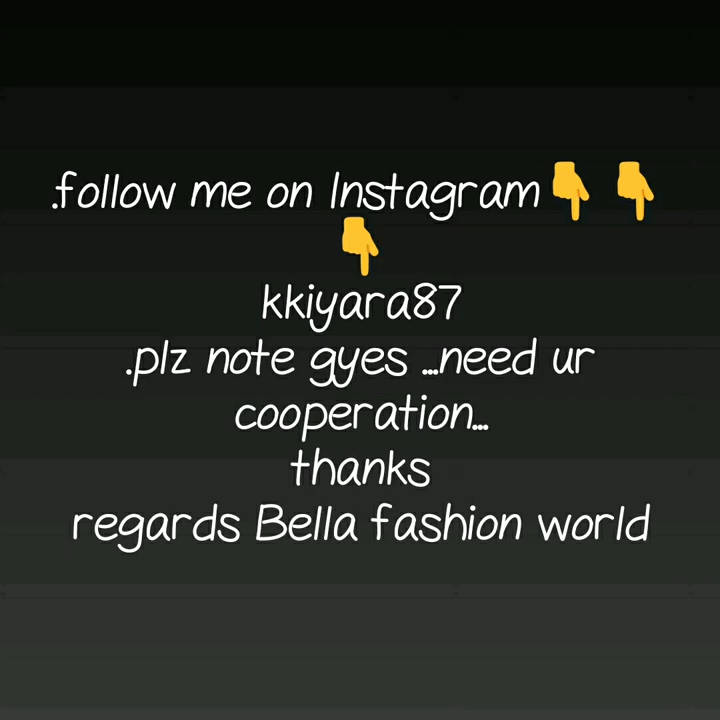 .follow me on Instagram👇 👇
👇
kkiyara87
.plz note gyes ...need ur
cooperation...
thanks
regards Bella fashion world